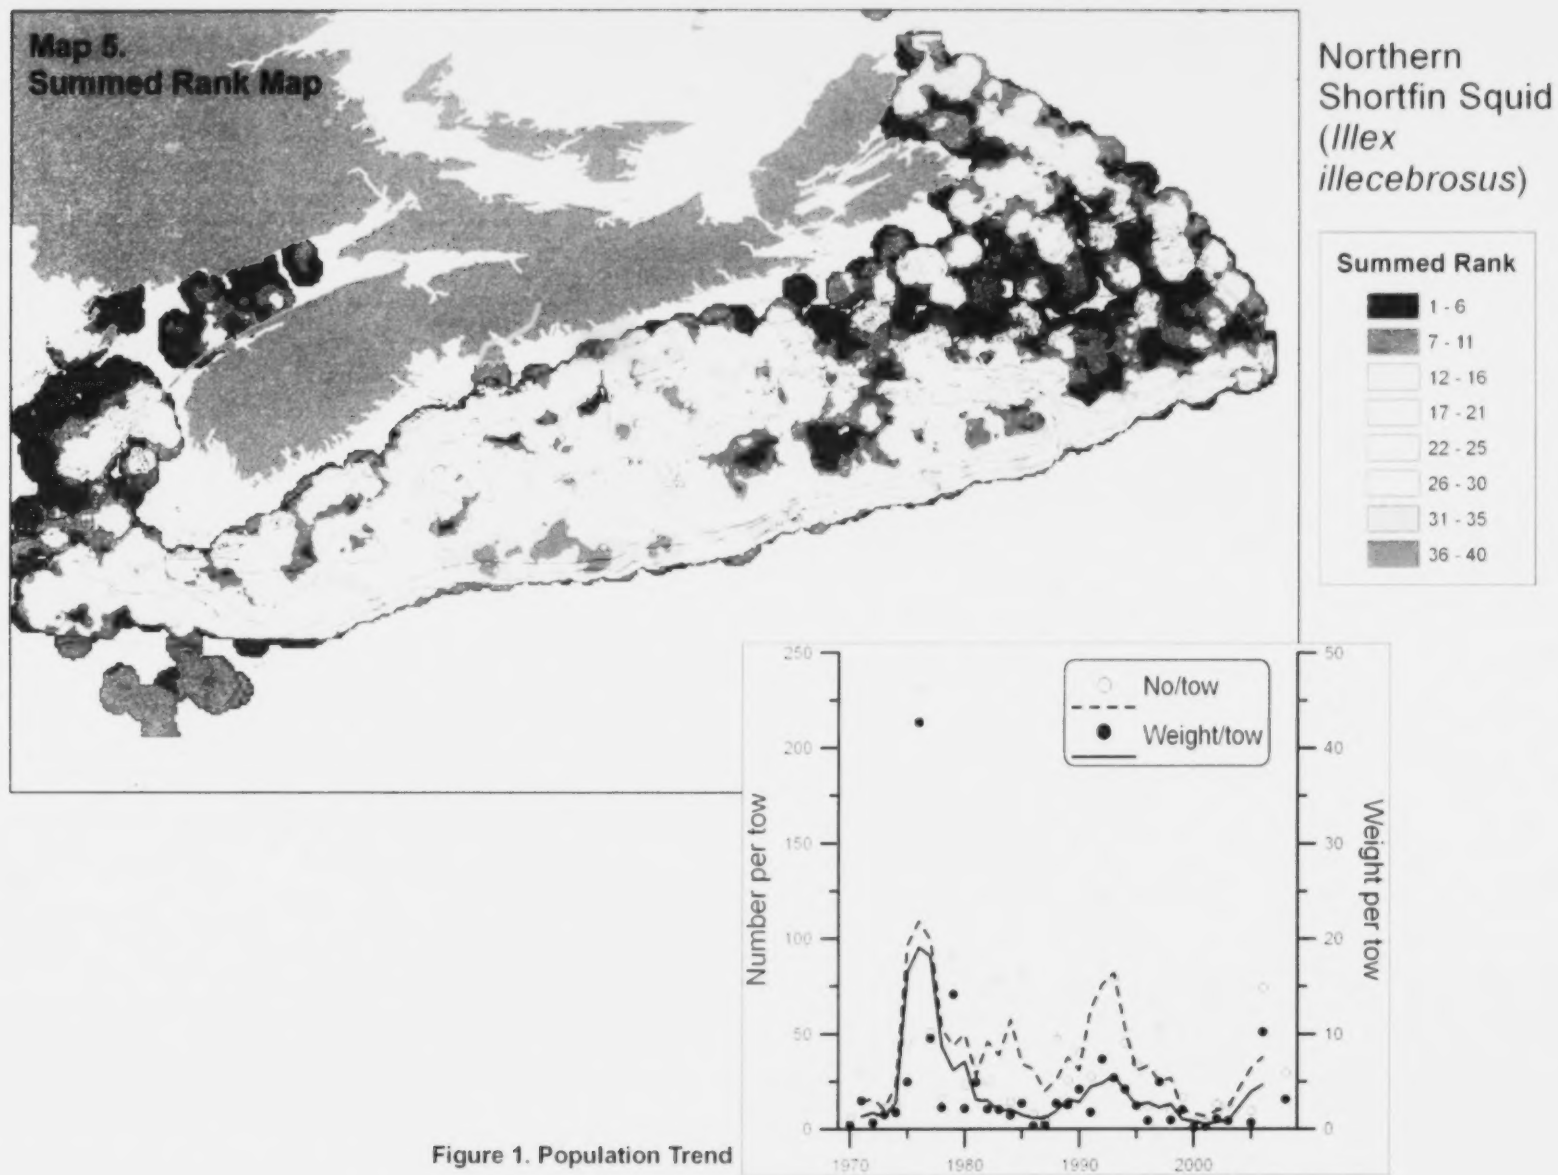 Map 5.
Summed Rank Map
Northern
Shortfin Squid
(Illex
illecebrosus)
Summed Rank
1 - 6
7 - 11
12 - 16
17 - 21
22 - 25
26 - 30
31 - 35
36 - 40
250
200
150
100
50
0
Number per tow
No/tow
Weight/tow
50
40
30
20
10
0
Weight per tow
1970
1980
1990
2000
Figure 1. Population Trend